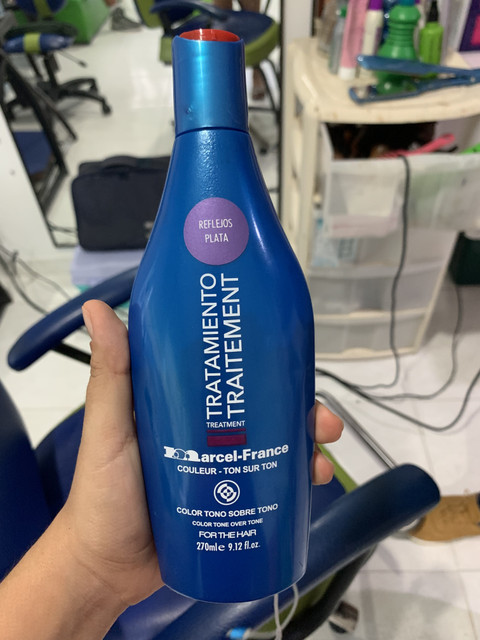 REFLEJOS
PLATA
TRATAMIENTO
TRAITEMENT
TREATMENT
marcel-France
COULEUR - TON SUR TON
COLOR TONO SOBRE TONO
COLOR TONE OVER TONE
FOR THE HAIR
270ml e 9.12 fl.oz.